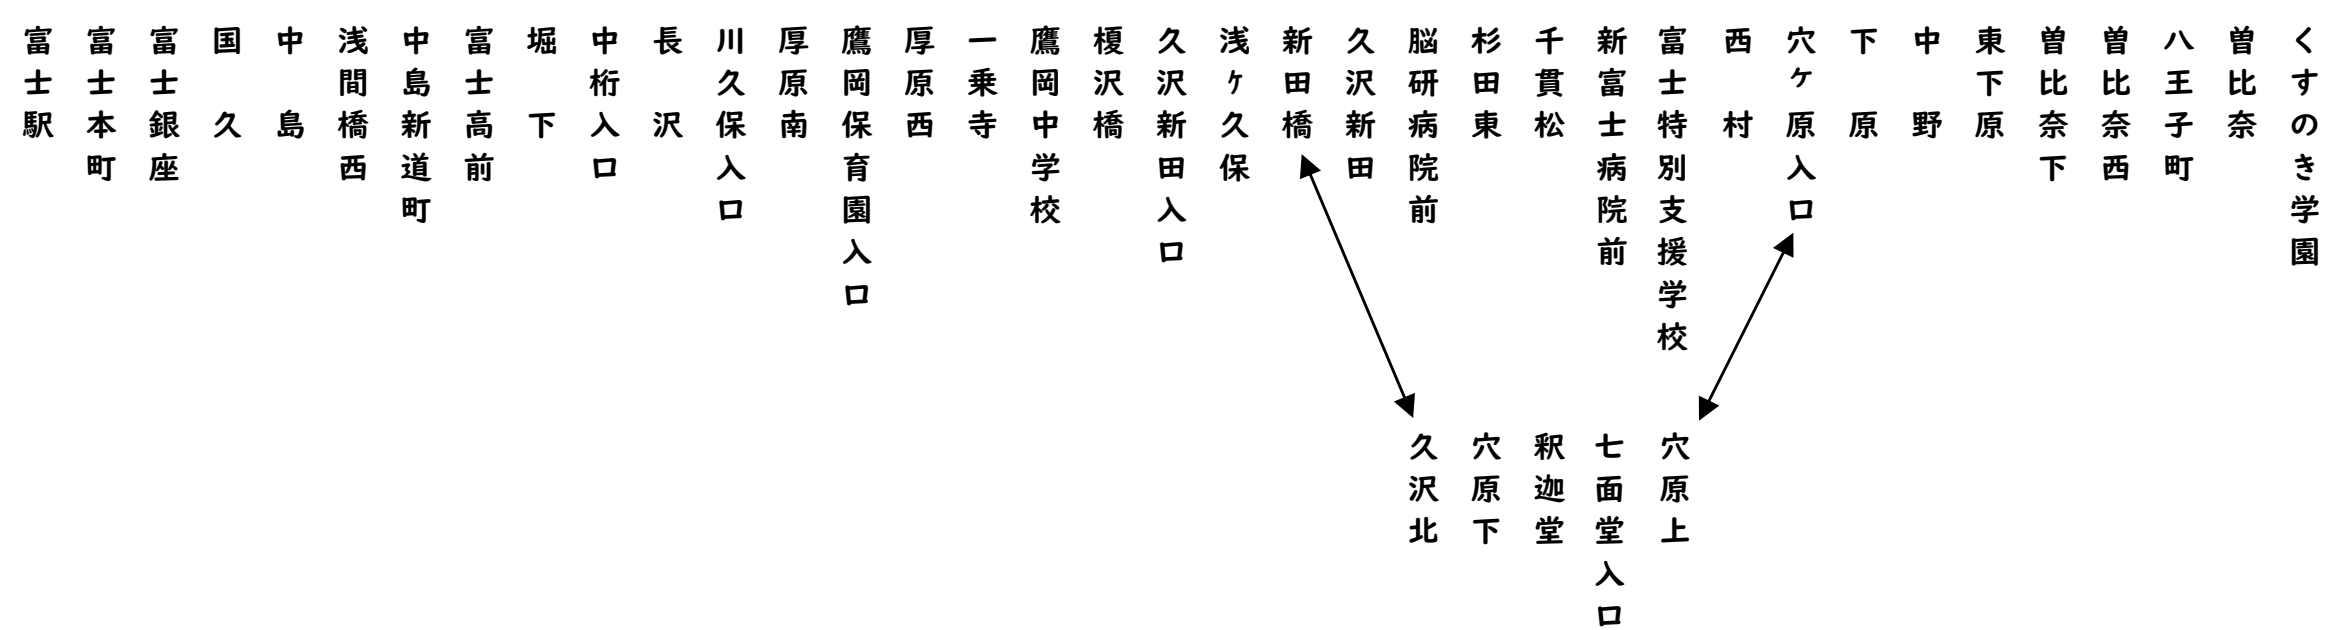 富士駅
富士本町
富士銀座
国久
中島
浅間橋西
中島新道町
富士高前
堀下
中桁入口
長沢
川久保入口
厚原南
鷹岡保育園入口
厚原西
一乗寺
鷹岡中学校
榎沢橋
久沢新田入口
浅ヶ久保
新田橋
久沢新田
脳研病院前
杉田東
千貫松
新富士病院前
富士特別支援学校
西村
穴ケ原入口
下原
中野
東下原
曽比奈下
曽比奈西
八王子町
曽比奈
くすのき学園
久沢北
穴原下
釈迦堂
七面堂入口
穴原上